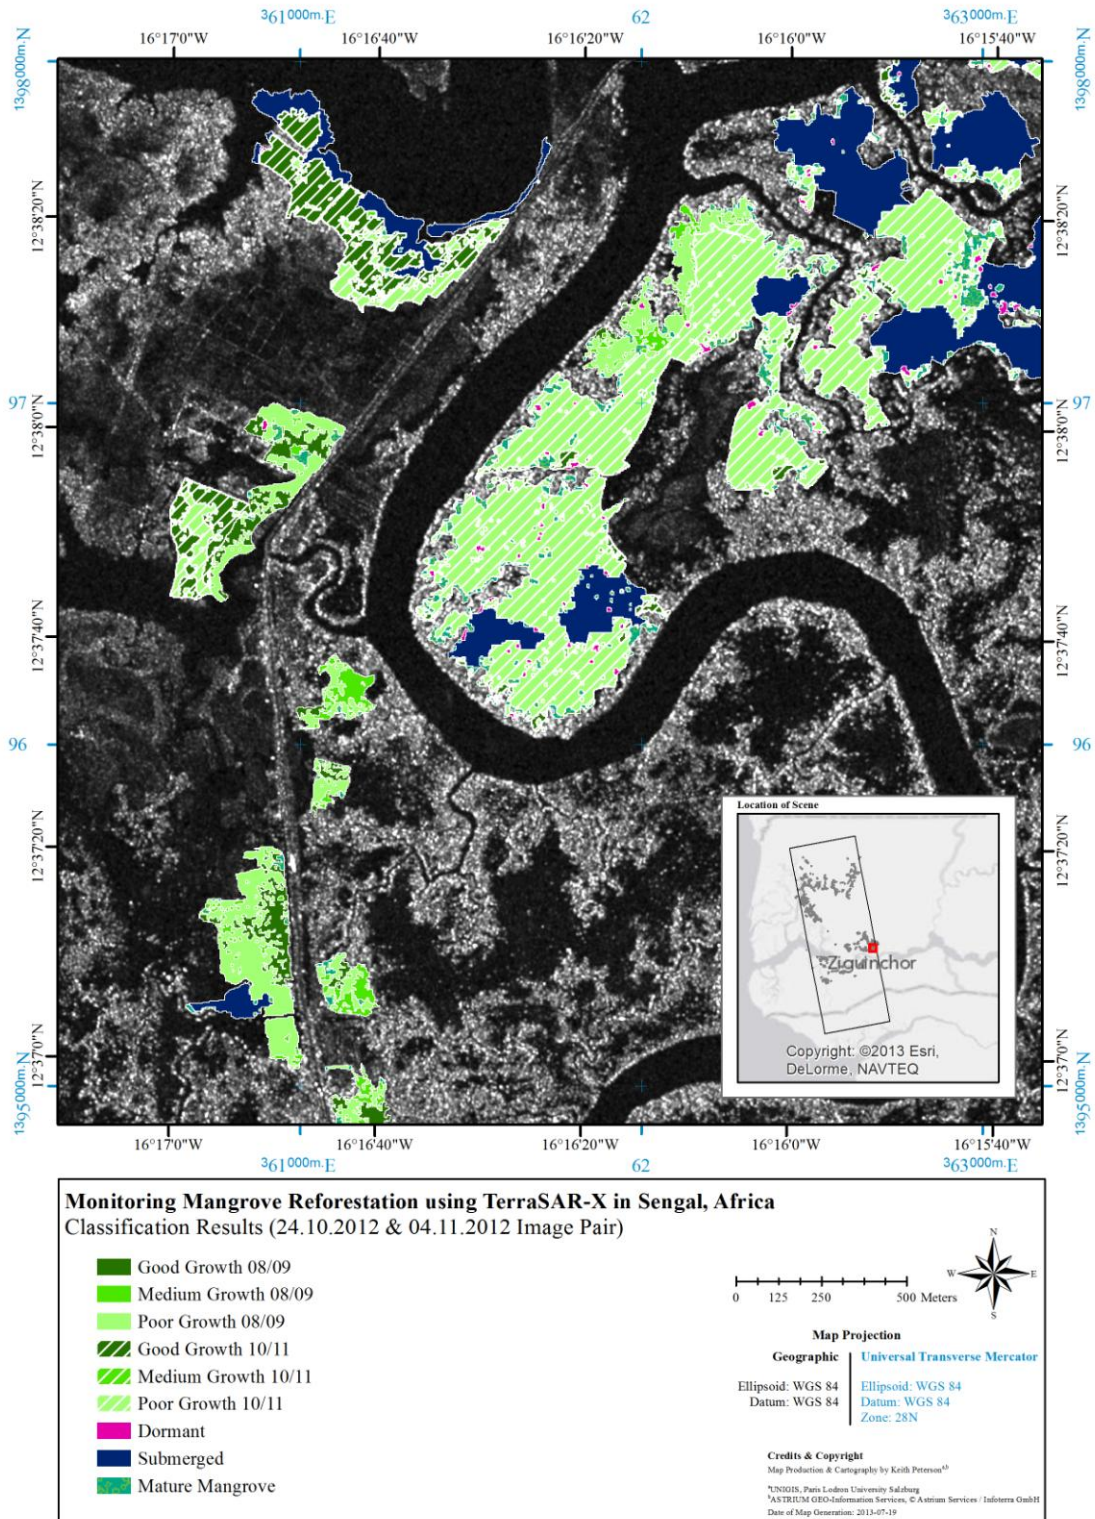 361000m.E 62 363000m.E
16°17'0"W 16°16'40"W 16°16'20"W 16°16'0"W 16°15'40"W
1398000m.N 1398000m.N
12°38'20"N 12°38'20"N
97 97
12°38'0"N 12°38'0"N
12°37'40"N 12°37'40"N
96 96
12°37'20"N 12°37'20"N
12°37'0"N 12°37'0"N
1395000m.N 1395000m.N
Location of Scene
Ziguinchor
Copyright: ©2013 Esri,
DeLorme, NAVTEQ
16°17'0"W 16°16'40"W 16°16'20"W 16°16'0"W 16°15'40"W
361000m.E 62 363000m.E
Monitoring Mangrove Reforestation using TerraSAR-X in Sengal, Africa
Classification Results (24.10.2012 & 04.11.2012 Image Pair)
Good Growth 08/09
Medium Growth 08/09
Poor Growth 08/09
Good Growth 10/11
Medium Growth 10/11
Poor Growth 10/11
Dormant
Submerged
Mature Mangrove
N
W E
S
0 125 250 500 Meters
Map Projection
Geographic Universal Transverse Mercator
Ellipsoid: WGS 84 Ellipsoid: WGS 84
Datum: WGS 84 Datum: WGS 84
Zone: 28N
Credits & Copyright
Map Production & Cartography by Keith Peterson a,b
a UNIGIS, Paris Lodron University Salzburg
b ASTRIUM GEO-Information Services, © Astrium Services / Infoterra GmbH
Date of Map Generation: 2013-07-19